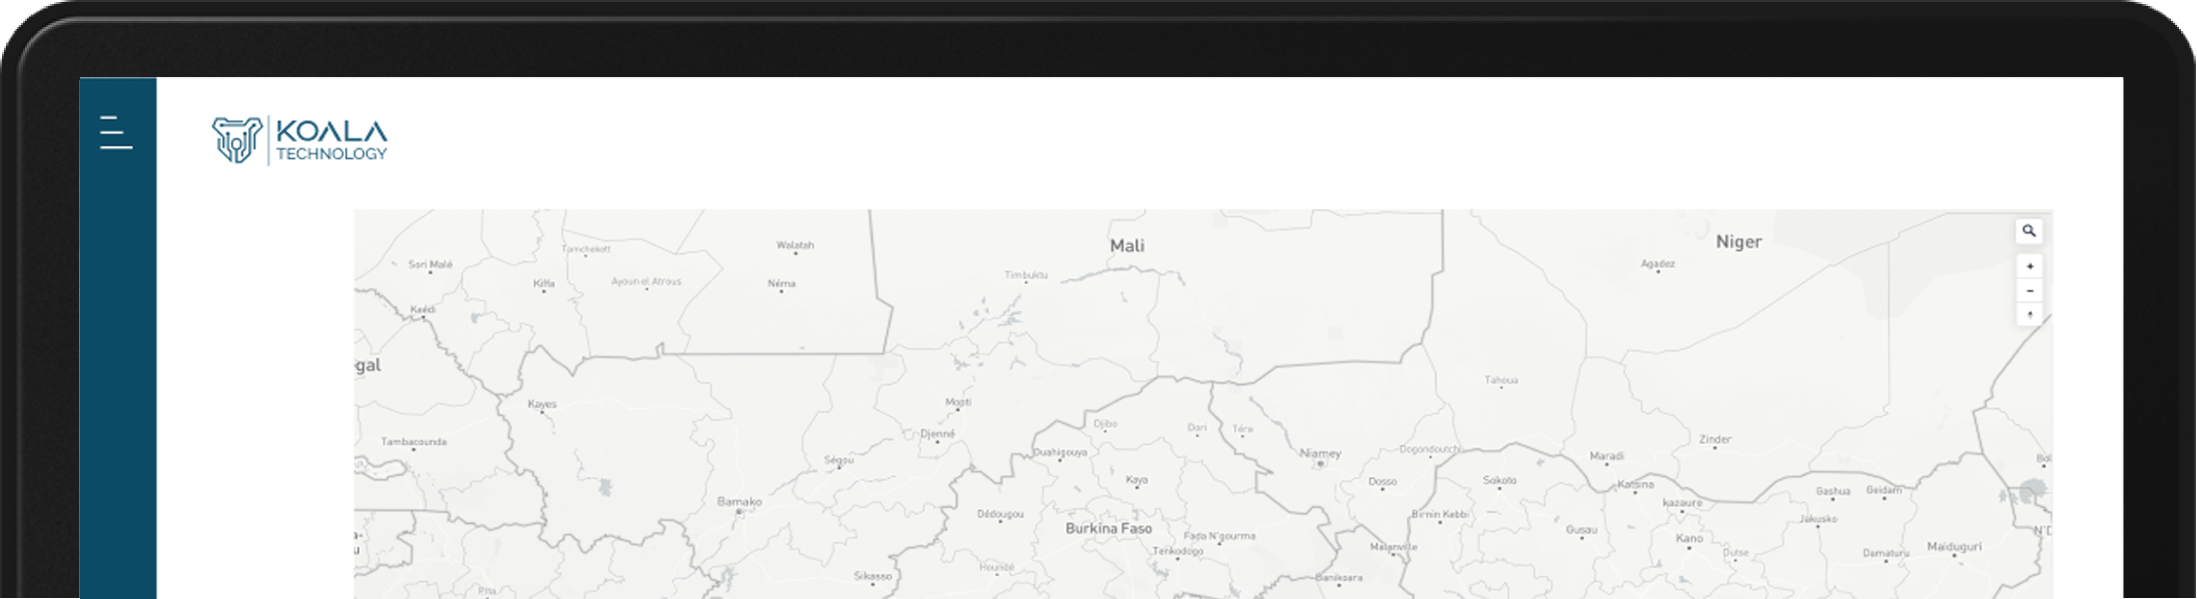 KOALA
TECHNOLOGY
Mali
Niger
Walatah
Tamchekett
Sori Malé
Agadez
Timbuktu
Kiffa
Ayoun el Atrous
Néma
Kaédi
gal
Tahoua
Kayes
Mopti
Djibo
Dori
Téra
Djenné
Tambacounda
Zinder
Ouahigouya
Niamey
Dogondoutchi
Maradi
Ségou
Bol
Kaya
Dosso
Sokoto
Katsina
Gashua
Geidam
Bamako
kazaure
Dédougou
Birnin Kebbi
Jakusko
Burkina Faso
Gusau
N'D
Fada N'gourma
Kano
a-
u
Tenkodogo
Malanville
Dutse
Damaturu
Maiduguri
Houndé
Sikasso
Banikoara
Pita